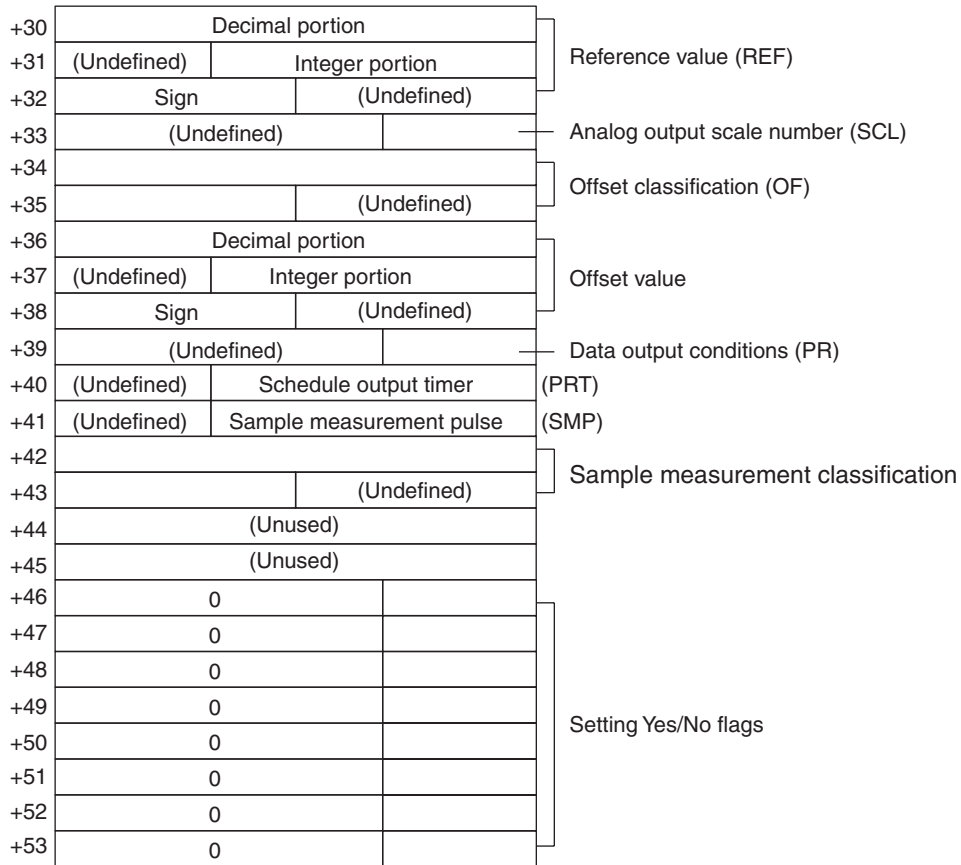 +30 Decimal portion
+31 (Undefined) Integer portion Reference value (REF)
+32 Sign (Undefined)
+33 (Undefined) Analog output scale number (SCL)
+34
Offset classification (OF)
+35 (Undefined)
+36 Decimal portion
+37 (Undefined) Integer portion Offset value
+38 Sign (Undefined)
+39 (Undefined) Data output conditions (PR)
+40 (Undefined) Schedule output timer (PRT)
+41 (Undefined) Sample measurement pulse (SMP)
+42
Sample measurement classification
+43 (Undefined)
+44 (Unused)
+45 (Unused)
+46 0
+47 0
+48 0
+49 0
Setting Yes/No flags
+50 0
+51 0
+52 0
+53 0